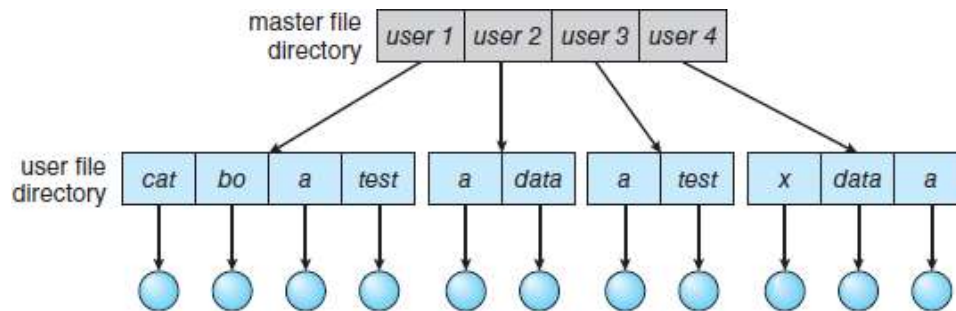 master file
directory
user 1 user 2 user 3 user 4
user file
directory
cat bo a test a data a test x data a